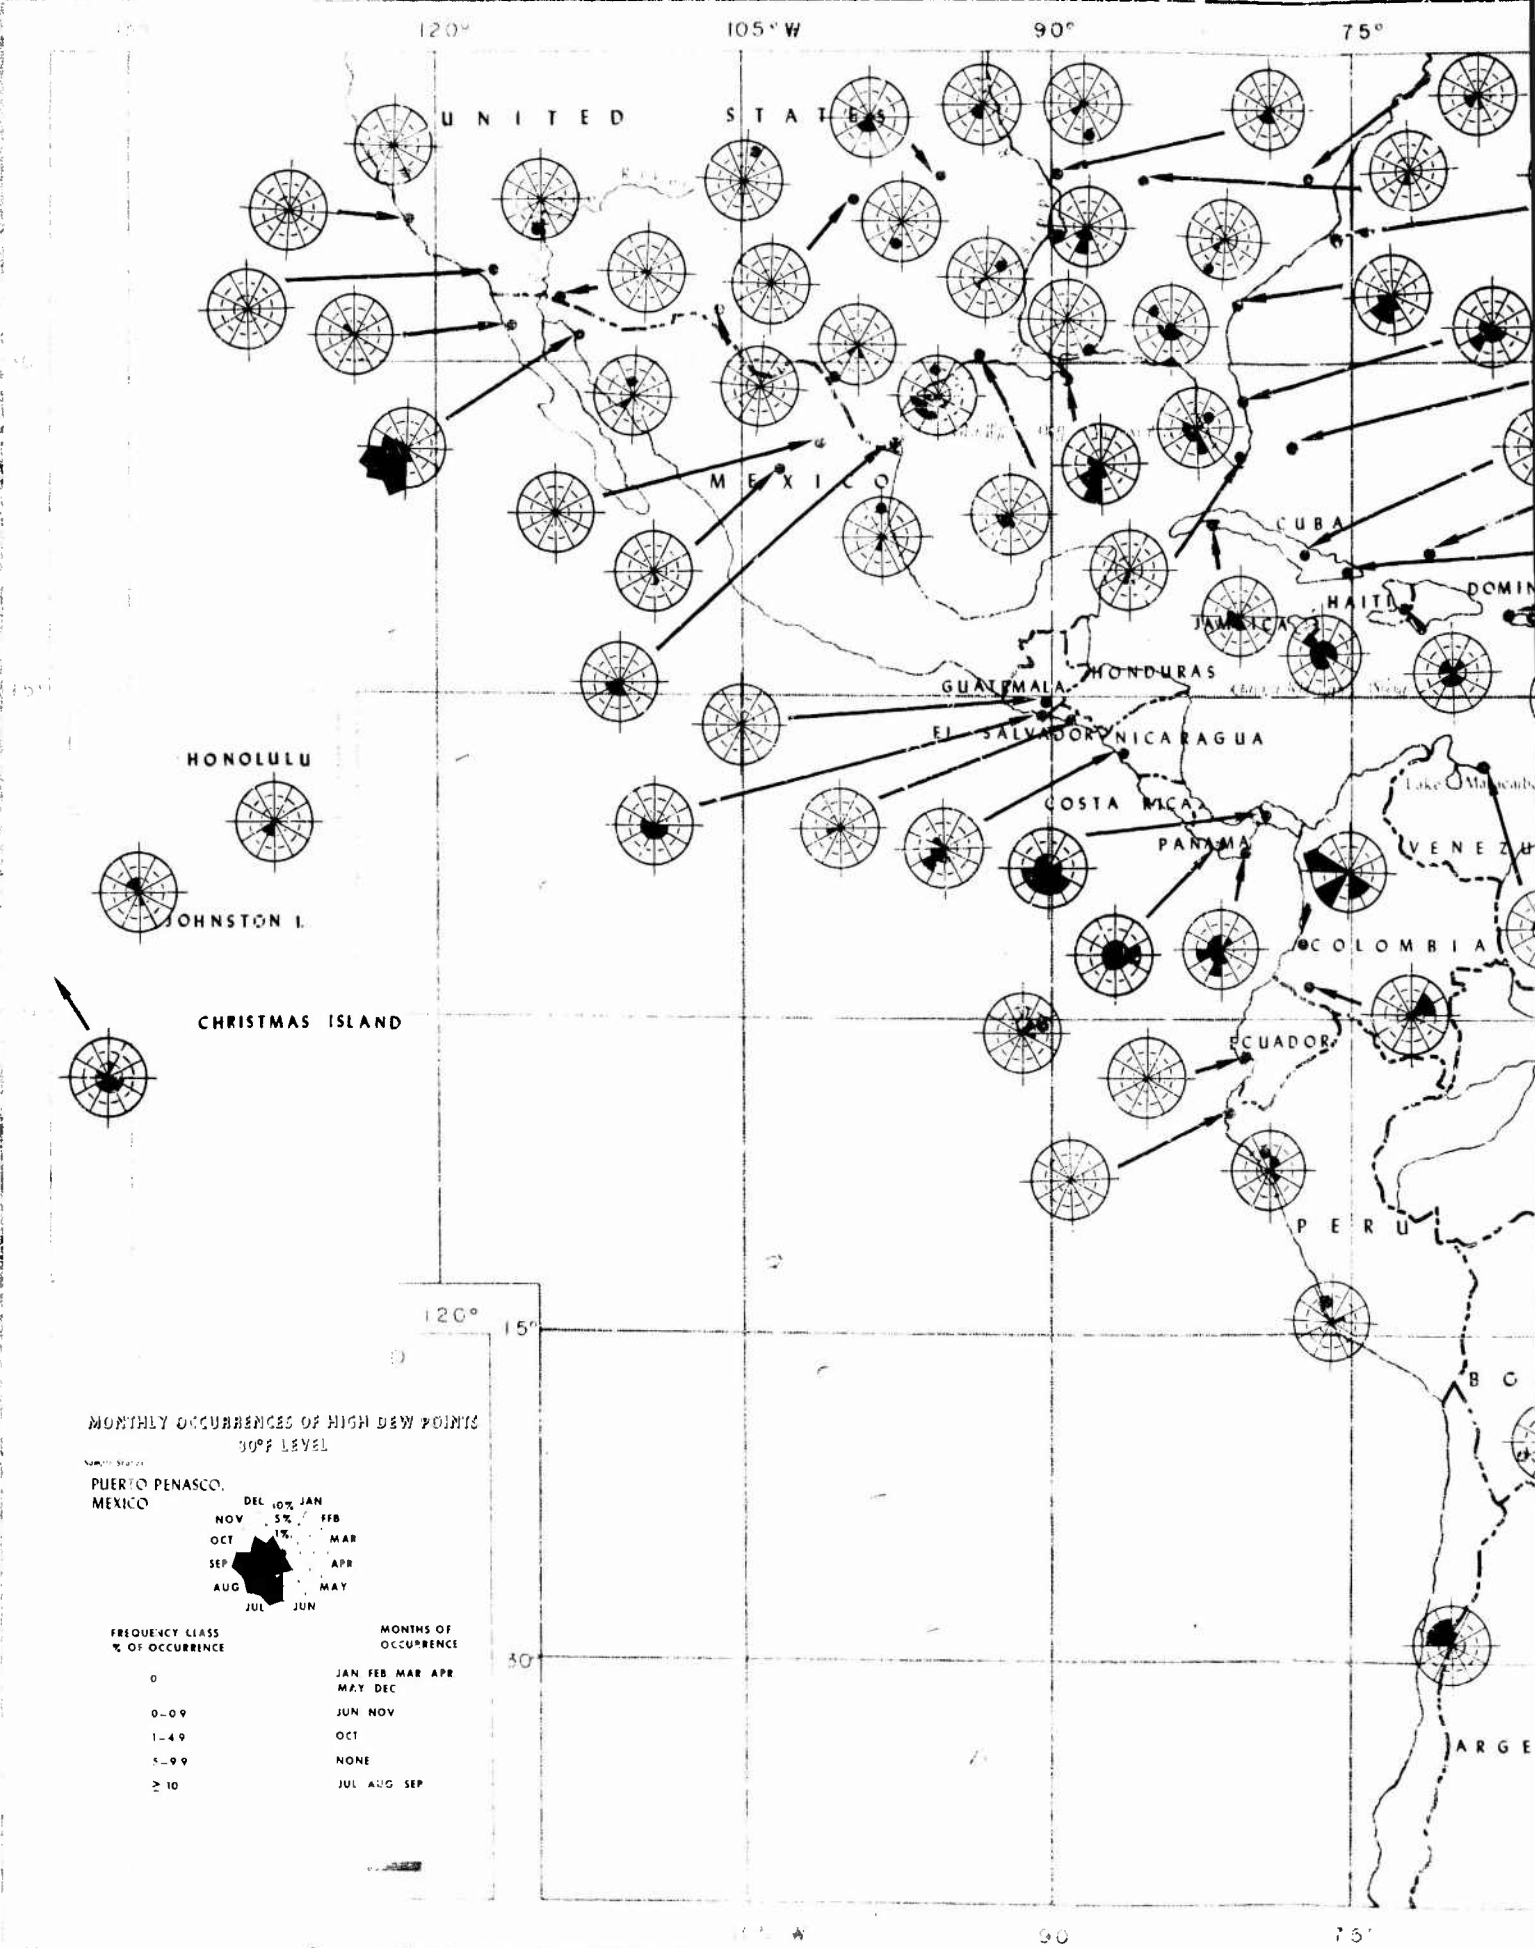 120°
105° W
90°
75°
UNITED STATES
MEXICO
CUBA
HAITI
DOMIN
JAMAICA
HONDURAS
GUATEMALA
EL SALVADOR
NICARAGUA
HONOLULU
COSTA RICA
Lake
PANAMA
VENEZU
JOHNSTON I.
COLOMBIA
CHRISTMAS ISLAND
ECUADOR
PERU
120°
15°
BO
MONTHLY OCCURRENCES OF HIGH DEW POINTS
PUERTO PENASCO,
MEXICO
10% JAN
NOV 5% FEB
OCT 1% MAR
SEP APR
AUG MAY
JUL JUN
FREQUENCY CLASS
% OF OCCURRENCE
MONTHS OF
OCCURRENCE
0
JAN FEB MAR APR
MAY DEC
0-0 9 JUN NOV
1-4 9 OCT
5-9 9 NONE
≥ 10 JUL AUG SEP
30°
ARGE
90
75°